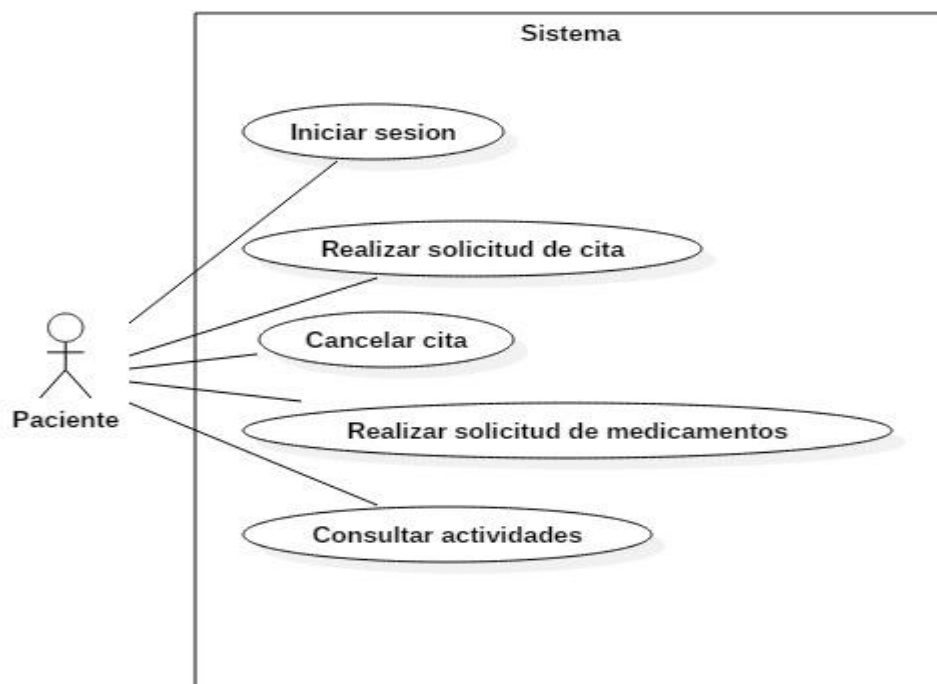 Sistema
Iniciar sesion
Realizar solicitud de cita
Cancelar cita
Paciente
Realizar solicitud de medicamentos
Consultar actividades